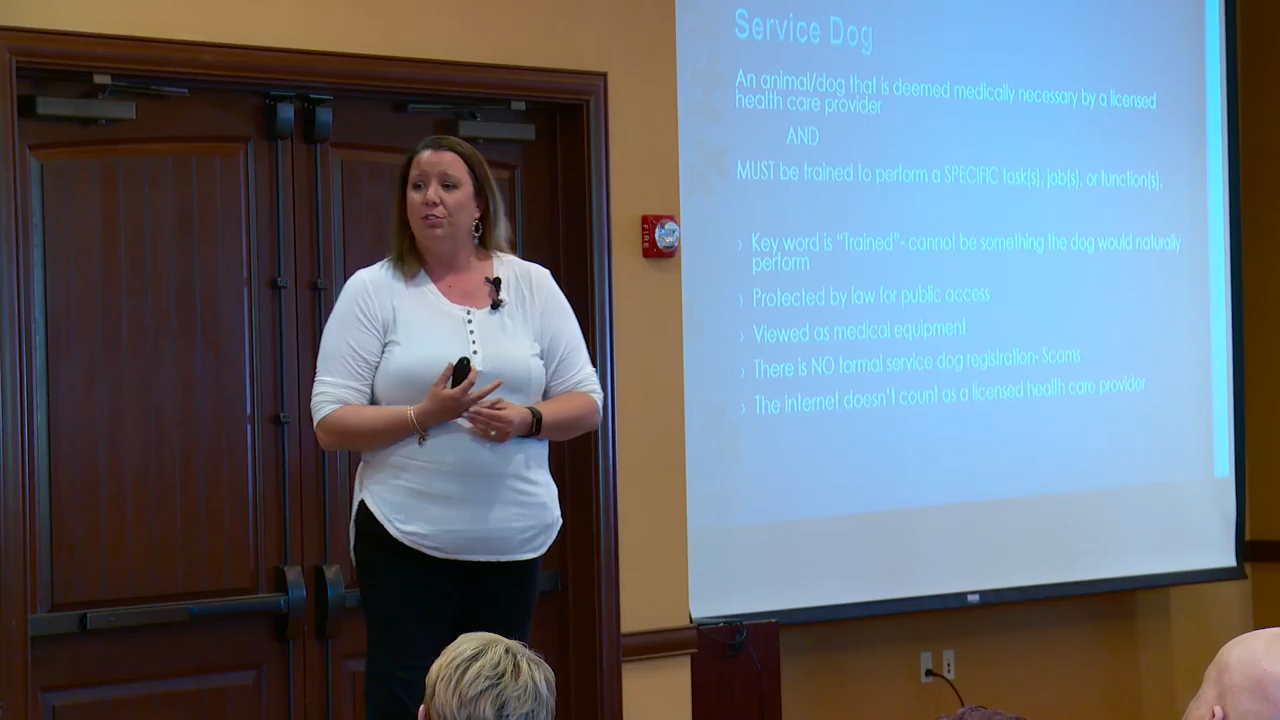 Service Dog
An animal/dog that is deemed medically necessary by a licensed
health care provider
AND
MUST be trained to perform a SPECIFIC task(s), job(s), or function(s).
› Key word is “Trained”- cannot be something the dog would naturally
perform
› Protected by law for public access
› Viewed as medical equipment
› There is NO formal service dog registration- Scams
› The internet doesn't count as a licensed health care provider
FIRE